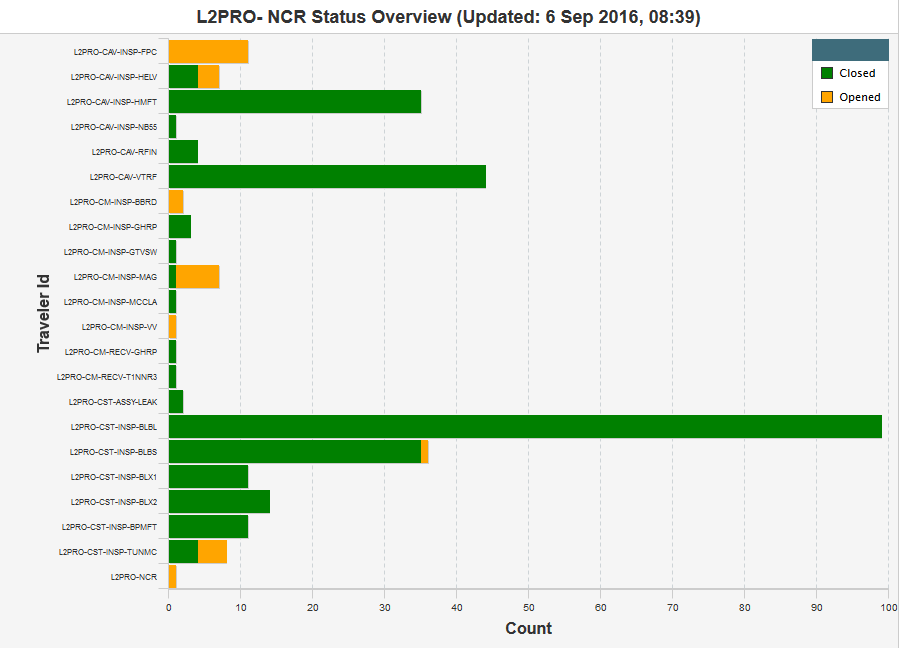 L2PRO- NCR Status Overview (Updated: 6 Sep 2016, 08:39)
Closed
Opened
Traveler Id
L2PRO-CAV-INSP-FPC
L2PRO-CAV-INSP-HELV
L2PRO-CAV-INSP-HMFT
L2PRO-CAV-INSP-NB55
L2PRO-CAV-RFIN
L2PRO-CAV-VTRF
L2PRO-CM-INSP-BBRD
L2PRO-CM-INSP-GHRP
L2PRO-CM-INSP-GTVSW
L2PRO-CM-INSP-MAG
L2PRO-CM-INSP-MCCLA
L2PRO-CM-INSP-VV
L2PRO-CM-RECV-GHRP
L2PRO-CM-RECV-T1NNR3
L2PRO-CST-ASSY-LEAK
L2PRO-CST-INSP-BLBL
L2PRO-CST-INSP-BLBS
L2PRO-CST-INSP-BLX1
L2PRO-CST-INSP-BLX2
L2PRO-CST-INSP-BPMFT
L2PRO-CST-INSP-TUNMC
L2PRO-NCR
0 10 20 30 40 50 60 70 80 90 100
Count